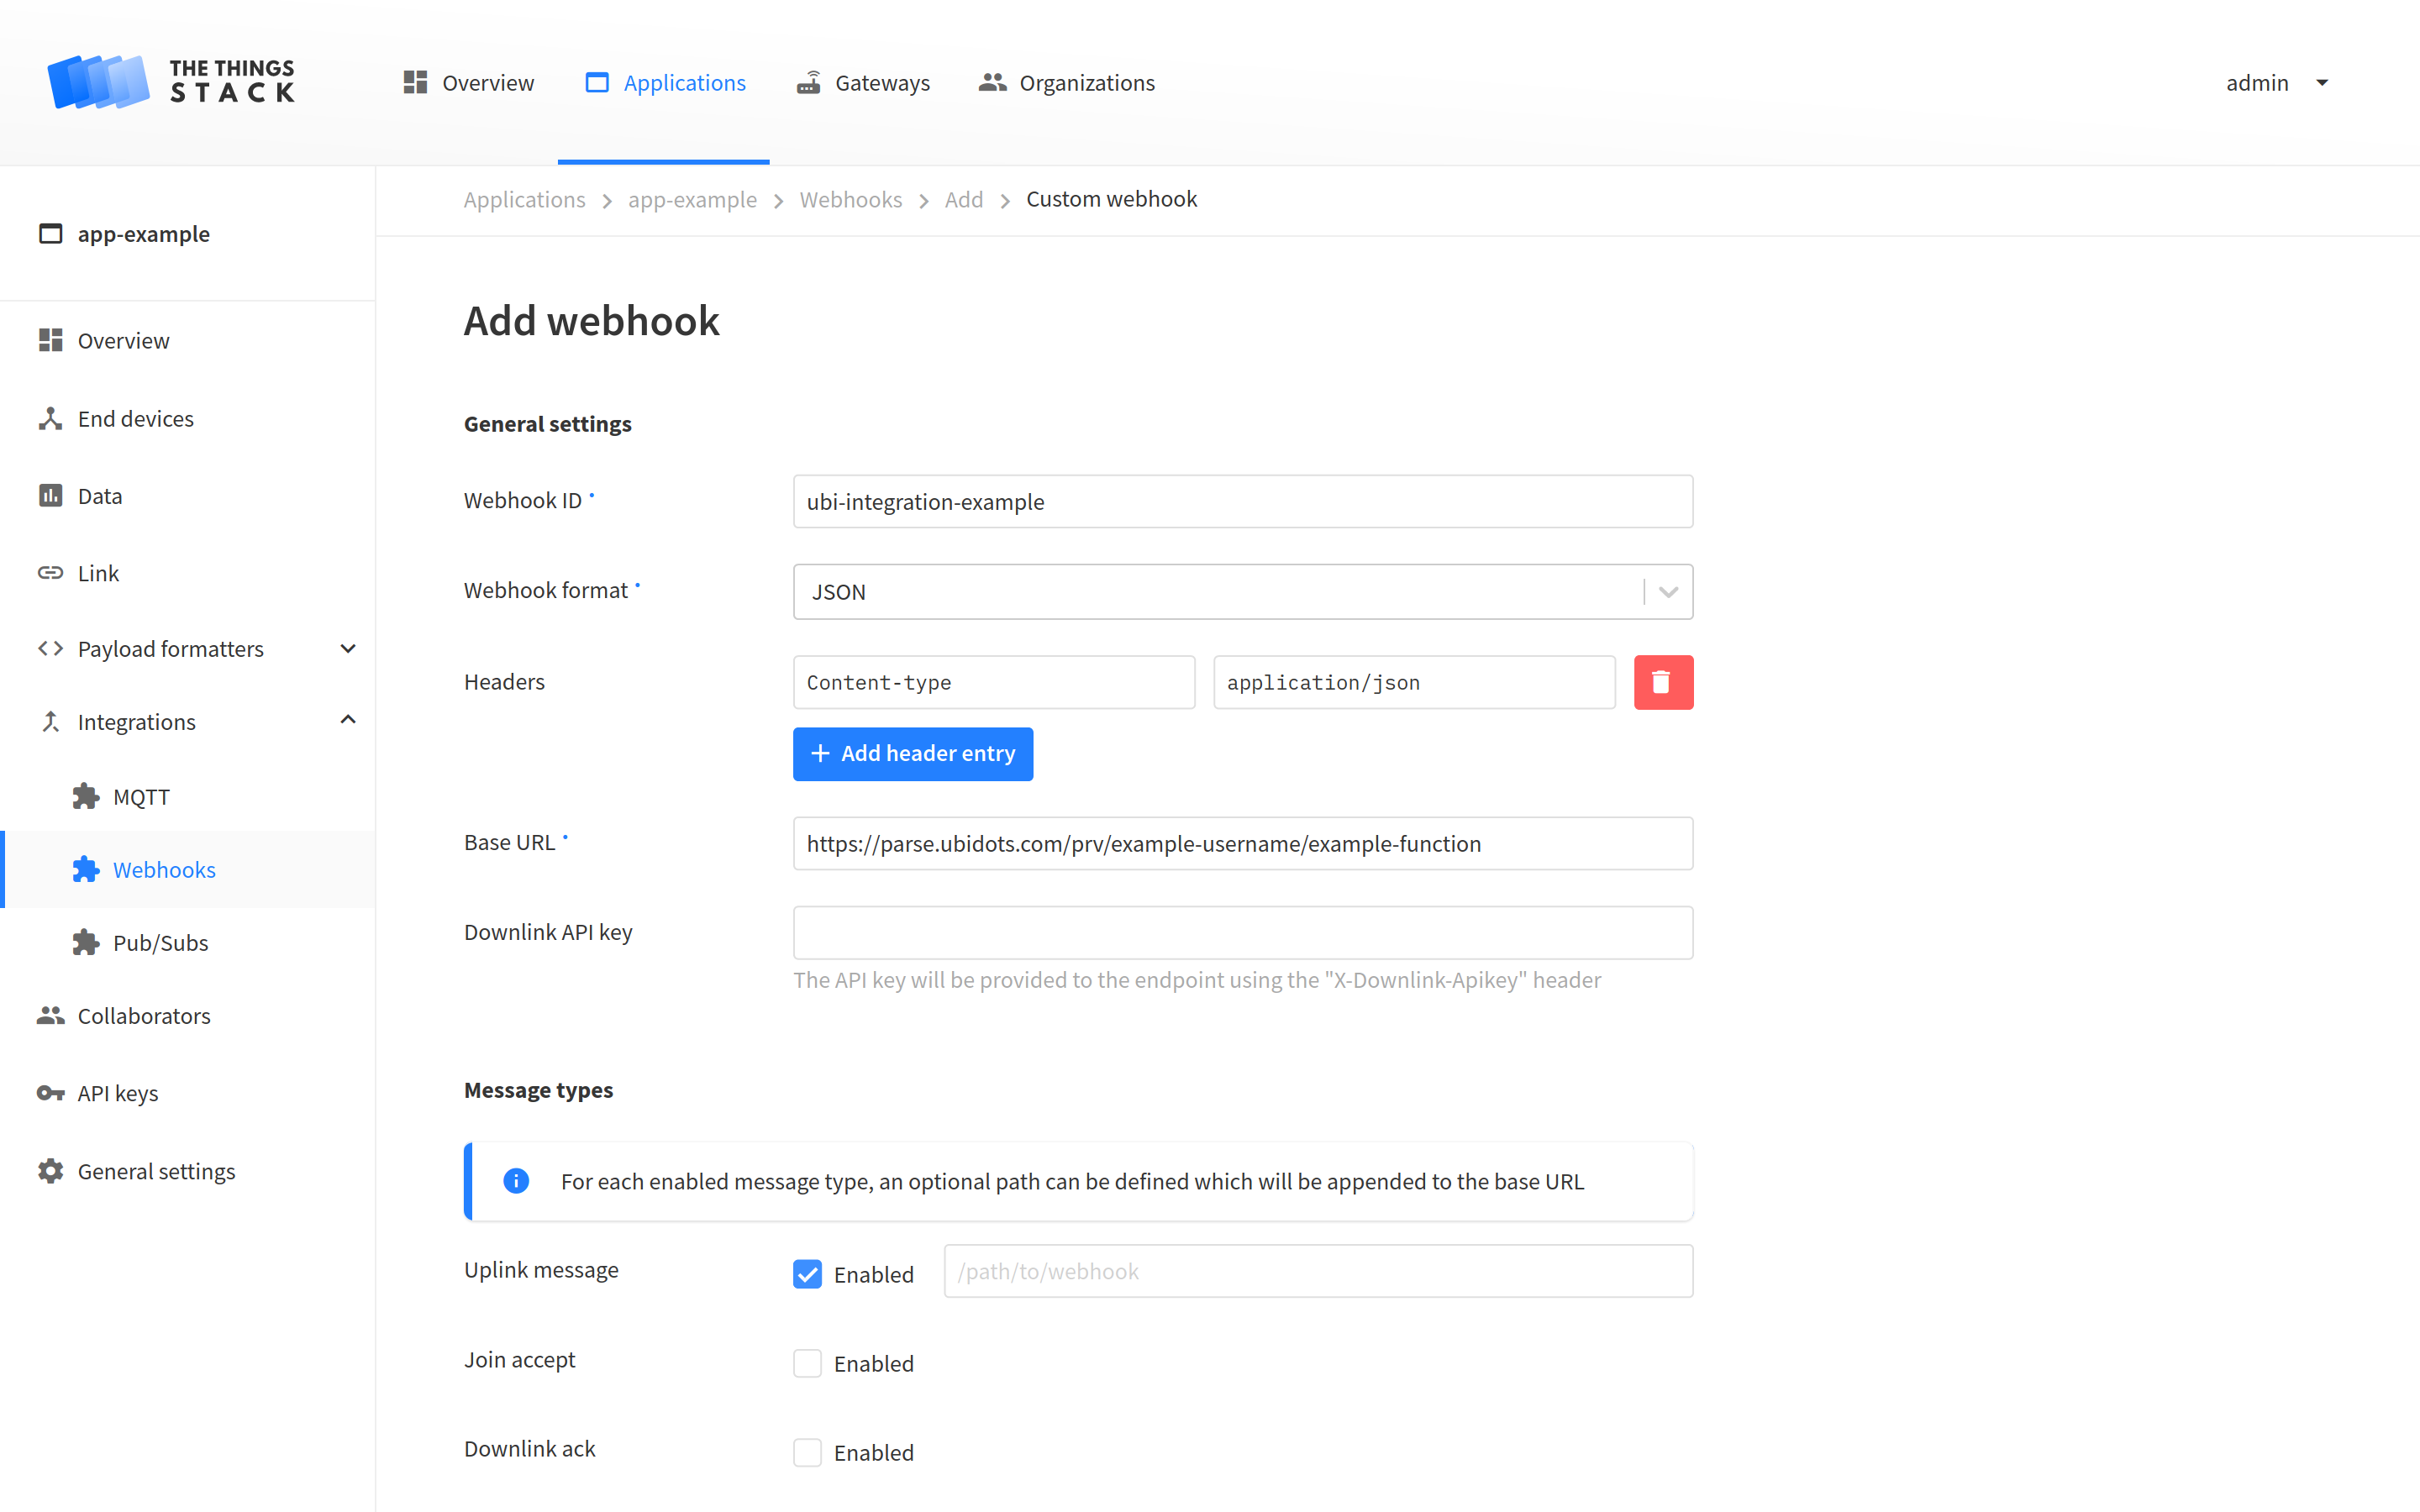 THE THINGS
STACK
Overview
Applications
Gateways
Organizations
admin
app-example
Overview
End devices
Data
Link
Payload formatters
Integrations
MQTT
Webhooks
Pub/Subs
Collaborators
API keys
General settings
Applications > app-example > Webhooks > Add > Custom webhook
Add webhook
General settings
Webhook ID
ubi-integration-example
Webhook format
JSON
Headers
Content-type
application/json
+ Add header entry
Base URL
https://parse.ubidots.com/prv/example-username/example-function
Downlink API key
The API key will be provided to the endpoint using the "X-Downlink-Apikey" header
Message types
For each enabled message type, an optional path can be defined which will be appended to the base URL
Uplink message
Enabled
/path/to/webhook
Join accept
Enabled
Downlink ack
Enabled